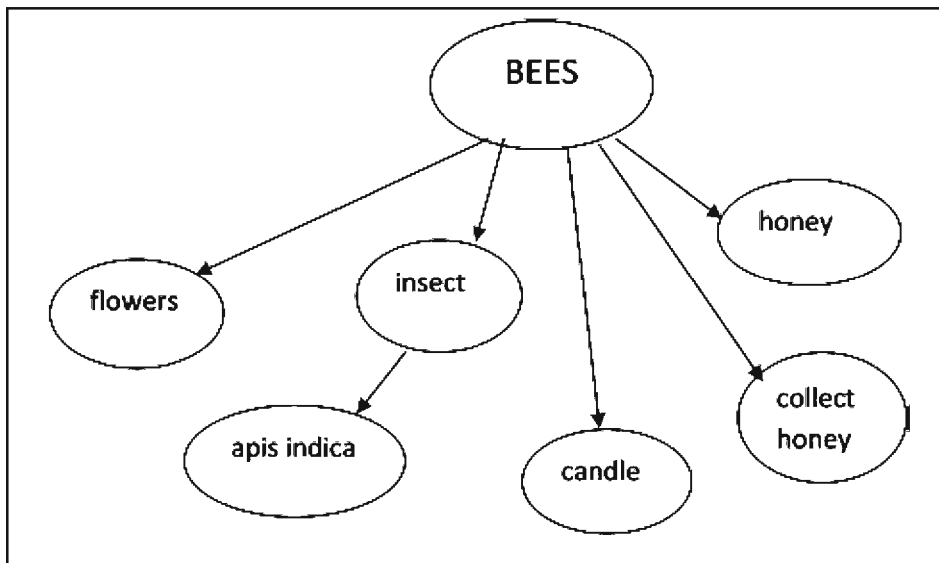 BEES
honey
insect
flowers
collect
honey
apis indica
candle